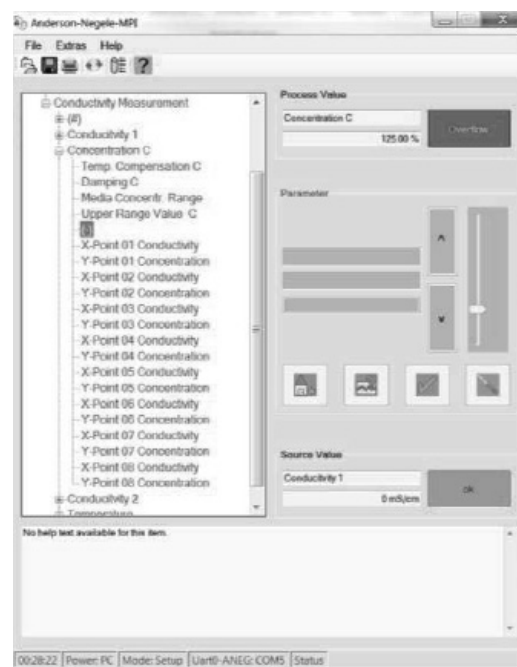 Anderson-Negele-MPI
File Extras Help
?
Conductivity Measurement
(#)
Conducitvity 1
Concentration C
Temp. Compensation C
Damping C
Media Concentr. Range
Upper Range Value C
X-Point 01 Conductivity
Y-Point 01 Concentration
X-Point 02 Conductivity
Y-Point 02 Concentration
X-Point 03 Conductivity
Y-Point 03 Concentration
X-Point 04 Conductivity
Y-Point 04 Concentration
X-Point 05 Conductivity
Y-Point 05 Concentration
X-Point 06 Conductivity
Y-Point 06 Concentration
X-Point 07 Conductivity
Y-Point 07 Concentration
X-Point 08 Conductivity
Y-Point 08 Concentration
Conducitvity 2
Temperature
Process Value
Concentration C
125.00 %
Overflow
Parameter
Source Value
Conducitvity 1
0 mS/cm
ok
No help text available for this item.
00:28:22 Power: PC Mode: Setup Uart0-ANEG: COM5 Status